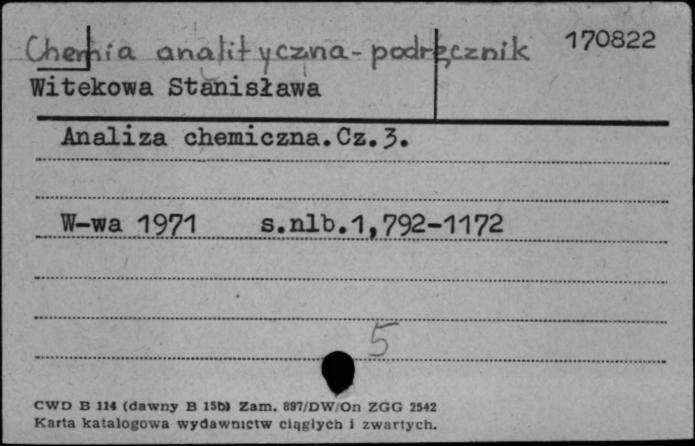 Chemia analityczna - podręcznik 170822
Witekowa Stanisława
Analiza chemiczna.Cz.3.
W-wa 1971 s.nlb.1,792-1172
5
CWD B 114 (dawny B 15b) Zam. 897/DW/On ZGG 2542
Karta katalogowa wydawnictw ciągłych i zwartych.